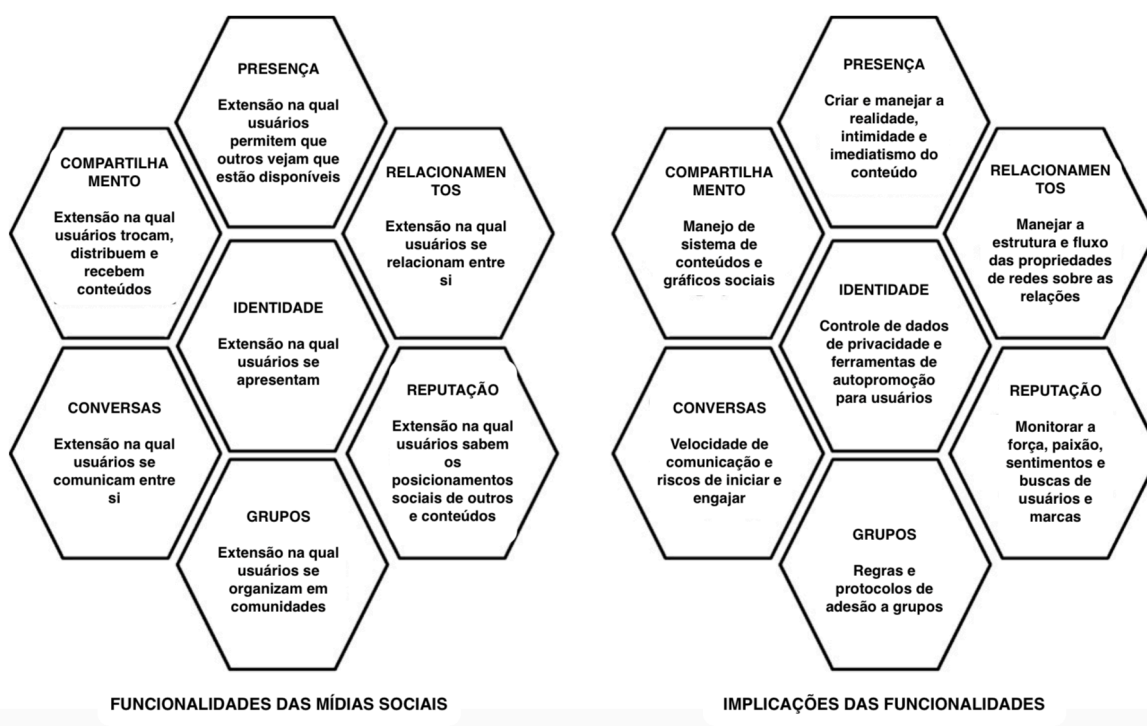 PRESENÇA
Extensão na qual
usuários
permitem que
outros vejam que
estão disponíveis
COMPARTILHA
MENTO
Extensão na qual
usuários trocam,
distribuem e
recebem
conteúdos
RELACIONAMEN
TOS
Extensão na qual
usuários se
relacionam entre
si
IDENTIDADE
Extensão na qual
usuários se
apresentam
CONVERSAS
Extensão na qual
usuários se
comunicam entre
si
REPUTAÇÃO
Extensão na qual
usuários sabem
os
posicionamentos
sociais de outros
e conteúdos
GRUPOS
Extensão na qual
usuários se
organizam em
comunidades
FUNCIONALIDADES DAS MÍDIAS SOCIAIS
PRESENÇA
Criar e manejar a
realidade,
intimidade e
imediatismo do
conteúdo
COMPARTILHA
MENTO
Manejo de
sistema de
conteúdos e
gráficos sociais
RELACIONAMEN
TOS
Manejar a
estrutura e fluxo
das propriedades
de redes sobre as
relações
IDENTIDADE
Controle de dados
de privacidade e
ferramentas de
autopromoção
para usuários
CONVERSAS
Velocidade de
comunicação e
riscos de iniciar e
engajar
REPUTAÇÃO
Monitorar a
força, paixão,
sentimentos e
buscas de
usuários e
marcas
GRUPOS
Regras e
protocolos de
adesão a grupos
IMPLICAÇÕES DAS FUNCIONALIDADES